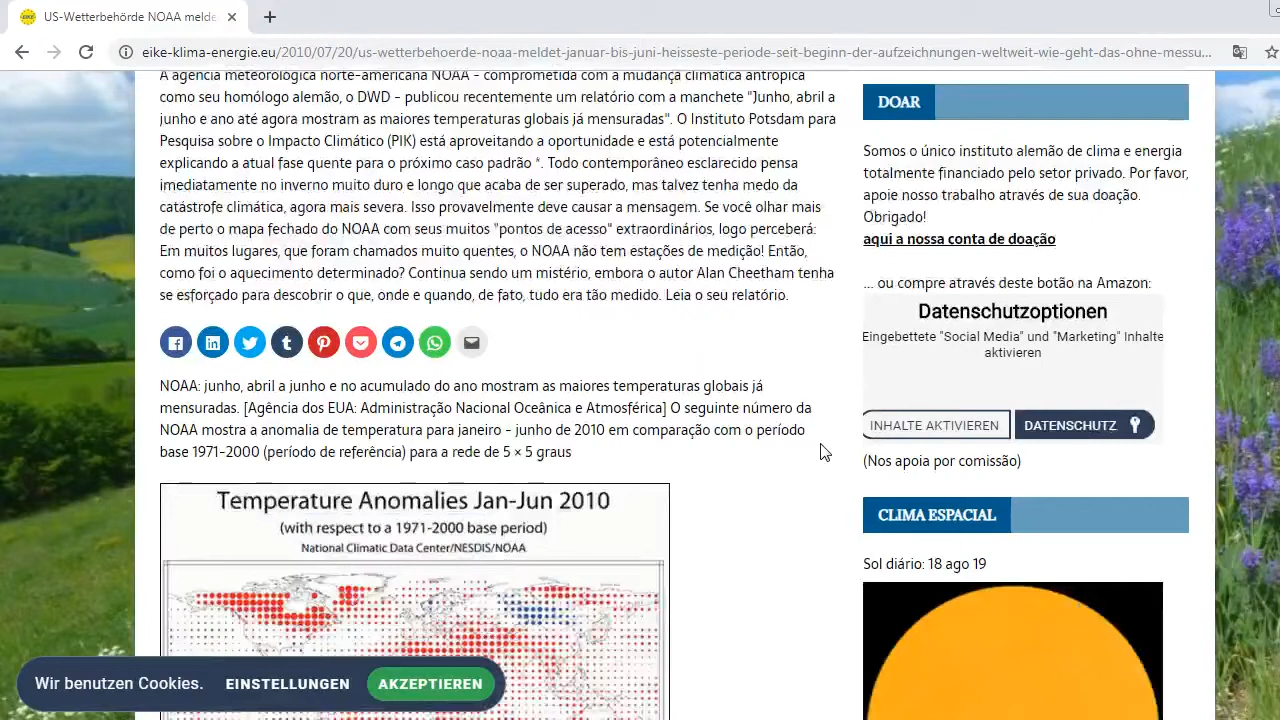 US-Wetterbehörde NOAA melde
eike-klima-energie.eu/2010/07/20/us-wetterbehoerde-noaa-meldet-januar-bis-juni-heisseste-periode-seit-beginn-der-aufzeichnungen-weltweit-wie-geht-das-ohne-messu...
A agência meteorológica norte-americana NOAA - comprometida com a mudança climática antrópica
como seu homólogo alemão, o DWD - publicou recentemente um relatório com a manchete "Junho, abril a
junho e ano até agora mostram as maiores temperaturas globais já mensuradas". O Instituto Potsdam para
Pesquisa sobre o Impacto Climático (PIK) está aproveitando a oportunidade e está potencialmente
explicando a atual fase quente para o próximo caso padrão *. Todo contemporâneo esclarecido pensa
imediatamente no inverno muito duro e longo que acaba de ser superado, mas talvez tenha medo da
catástrofe climática, agora mais severa. Isso provavelmente deve causar a mensagem. Se você olhar mais
de perto o mapa fechado do NOAA com seus muitos "pontos de acesso" extraordinários, logo perceberá:
Em muitos lugares, que foram chamados muito quentes, o NOAA não tem estações de medição! Então,
como foi o aquecimento determinado? Continua sendo um mistério, embora o autor Alan Cheetham tenha
se esforçado para descobrir o que, onde e quando, de fato, tudo era tão medido. Leia o seu relatório.
NOAA: junho, abril a junho e no acumulado do ano mostram as maiores temperaturas globais já
mensuradas. [Agência dos EUA: Administração Nacional Oceânica e Atmosférica] O seguinte número da
NOAA mostra a anomalia de temperatura para janeiro - junho de 2010 em comparação com o período
base 1971-2000 (período de referência) para a rede de 5 × 5 graus
Temperature Anomalies Jan-Jun 2010
(with respect to a 1971-2000 base period)
National Climatic Data Center/NESDIS/NOAA
DOAR
Somos o único instituto alemão de clima e energia
totalmente financiado pelo setor privado. Por favor,
apoie nosso trabalho através de sua doação.
Obrigado!
aqui a nossa conta de doação
... ou compre através deste botão na Amazon:
Datenschutzoptionen
Eingebettete "Social Media" und "Marketing" Inhalte
aktivieren
INHALTE AKTIVIEREN DATENSCHUTZ
(Nos apoia por comissão)
CLIMA ESPACIAL
Sol diário: 18 ago 19
Wir benutzen Cookies. EINSTELLUNGEN AKZEPTIEREN